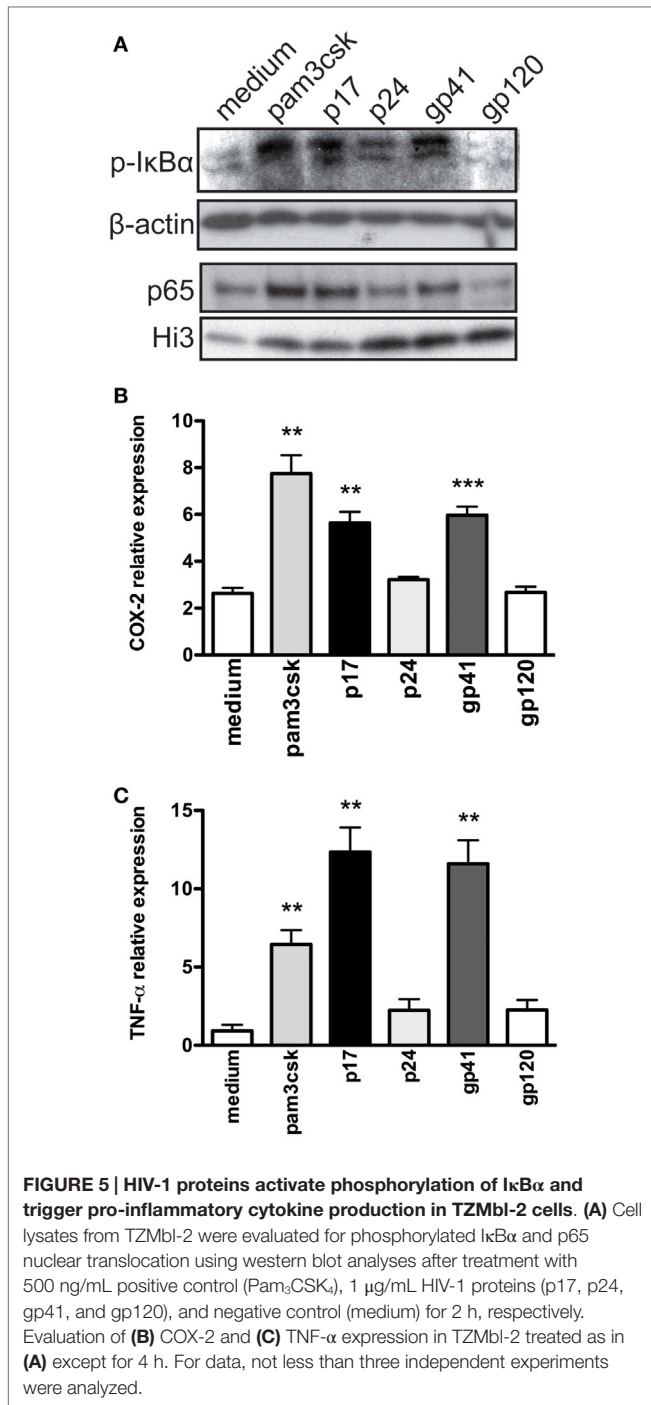 A
medium pam3csk p17 p24 gp41 gp120
p-IκBα
β-actin
p65
Hi3
B
COX-2 relative expression
10
8
6
4
2
0
** ** ***
medium pam3csk p17 p24 gp41 gp120
C
TNF-α relative expression
15
10
5
0
** ** **
medium pam3csk p17 p24 gp41 gp120
FIGURE 5 | HIV-1 proteins activate phosphorylation of IκBα and
trigger pro-inflammatory cytokine production in TZMbl-2 cells. (A) Cell
lysates from TZMbl-2 were evaluated for phosphorylated IκBα and p65
nuclear translocation using western blot analyses after treatment with
500 ng/mL positive control (Pam₃CSK₄), 1 μg/mL HIV-1 proteins (p17, p24,
gp41, and gp120), and negative control (medium) for 2 h, respectively.
Evaluation of (B) COX-2 and (C) TNF-α expression in TZMbl-2 treated as in
(A) except for 4 h. For data, not less than three independent experiments
were analyzed.